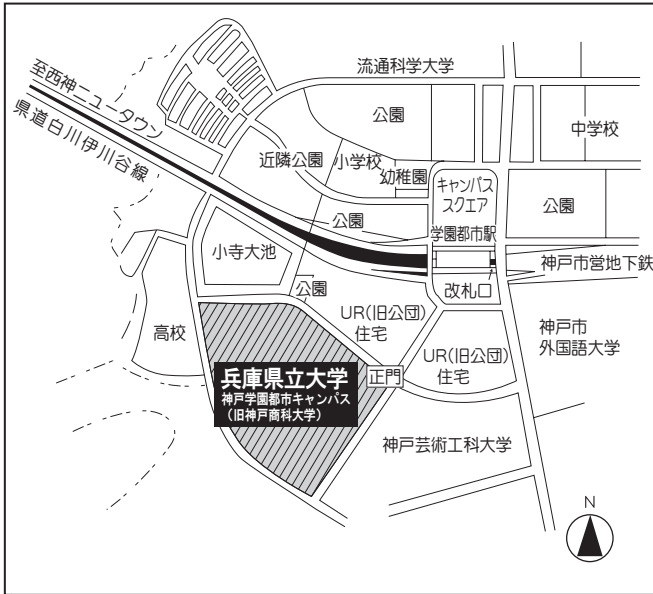 流通科学大学
至西神ニュータウン
県道白川伊川谷線
公園
中学校
近隣公園
小学校
幼稚園
キャンパス
スクエア
公園
公園
学園都市駅
小寺大池
神戸市営地下鉄
改札口
公園
高校
UR(旧公団)
住宅
神戸市
外国語大学
UR(旧公団)
住宅
兵庫県立大学
神戸学園都市キャンパス
(旧神戸商科大学)
正門
神戸芸術工科大学
N